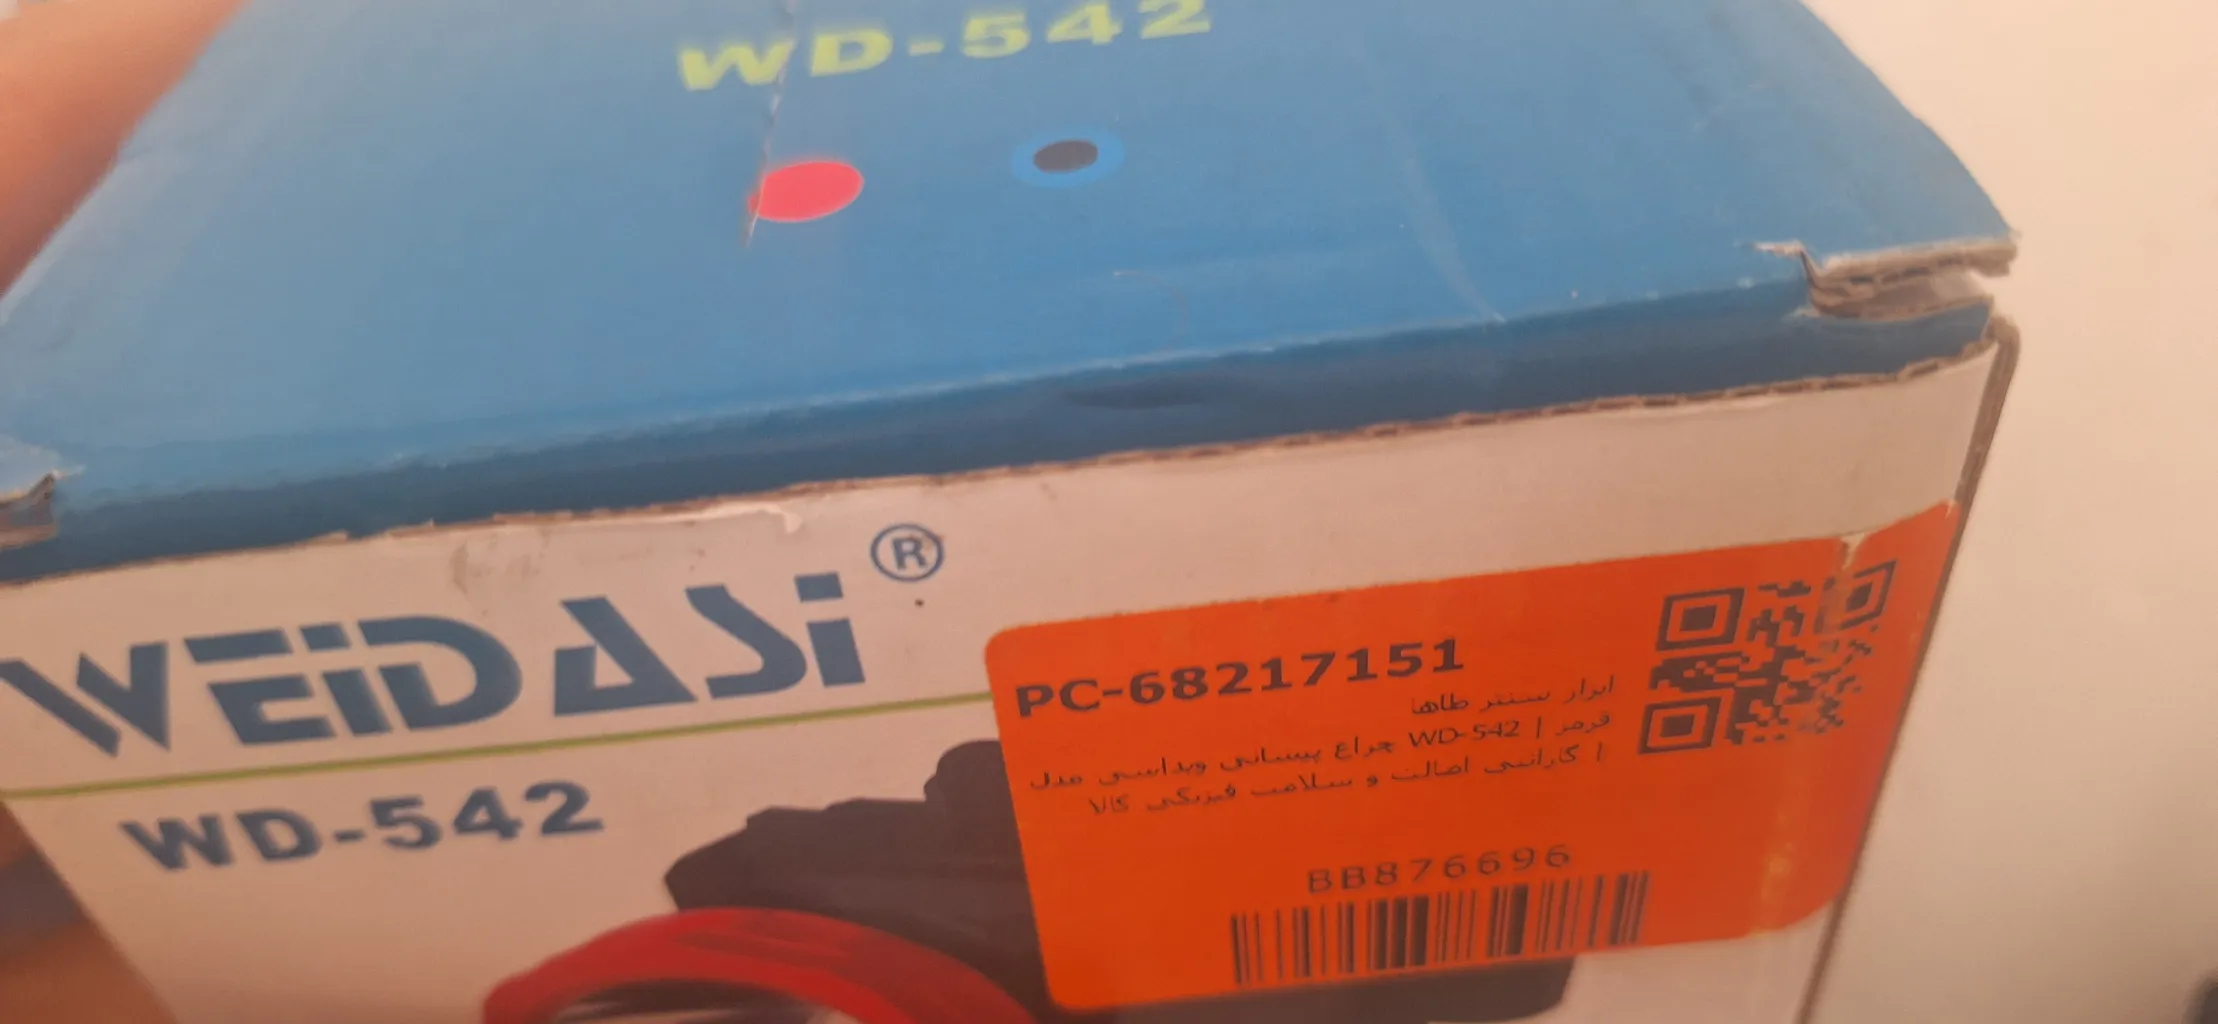 WD-542
WEIDASI®
WD-542
PC-68217151
ابزار سنتر طاها
چراغ پیشانی ویداسی مدل WD-542 | قرمز
| گارانتی اصالت و سلامت فیزیکی کالا
BB876696